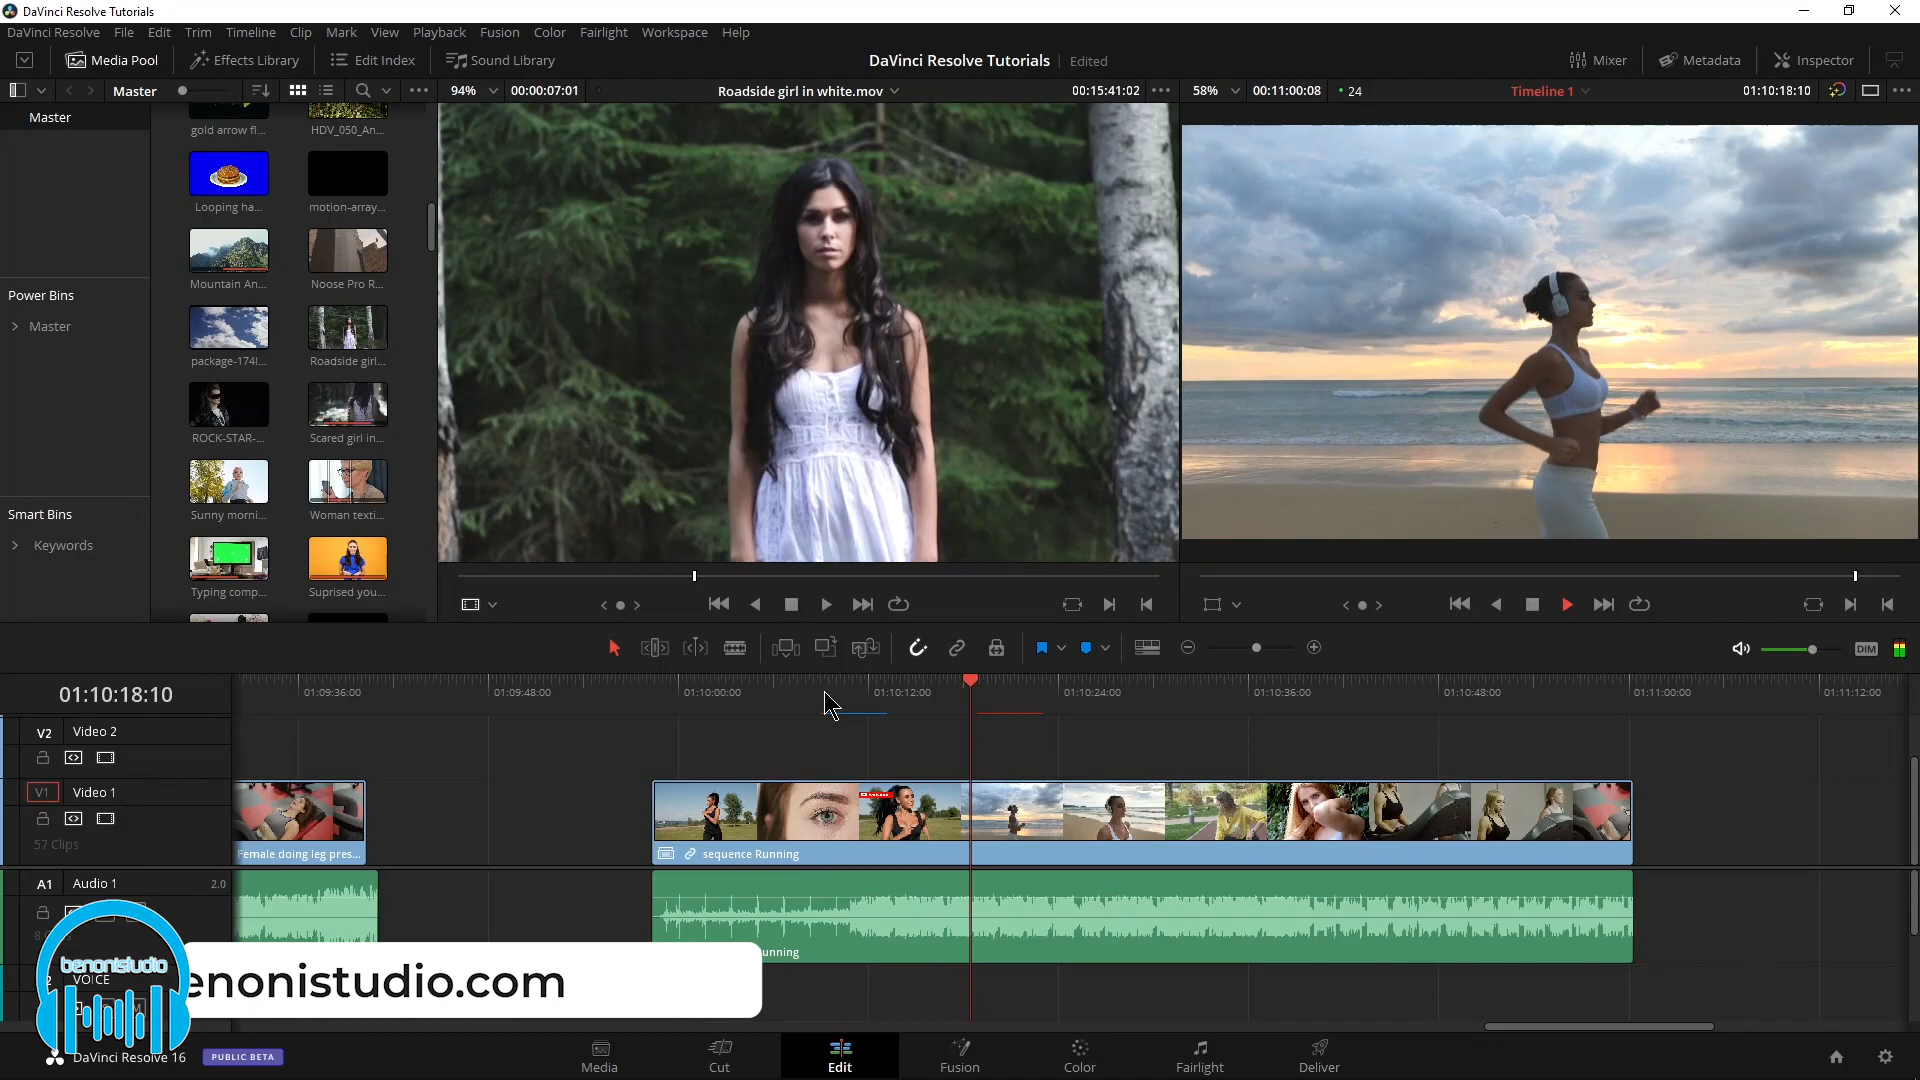 DaVinci Resolve Tutorials
DaVinci Resolve File Edit Trim Timeline Clip Mark View Playback Fusion Color Fairlight Workspace Help
Media Pool Effects Library Edit Index Sound Library DaVinci Resolve Tutorials Edited Mixer Metadata Inspector
Master 94% 00:00:07:01 Roadside girl in white.mov 00:15:41:02 58% 00:11:00:08 24 Timeline 1 01:10:18:10
Master
gold arrow fl... HDV_050_An...
Looping ha... motion-array...
Mountain An... Noose Pro R...
Power Bins
Master
package-174l... Roadside girl...
ROCK-STAR-... Scared girl in...
Smart Bins
Sunny morni... Woman texti...
Keywords
Typing comp... Suprised you...
DIM
01:10:18:10
01:09:36:00 01:09:48:00 01:10:00:00 01:10:12:00 01:10:24:00 01:10:36:00 01:10:48:00 01:11:00:00 01:11:12:00
V2 Video 2
V1 Video 1
57 Clips
Female doing leg pres... sequence Running
A1 Audio 1 2.0
unning
benonistudio
VOICE
enonistudio.com
DaVinci Resolve 16 PUBLIC BETA
Media Cut Edit Fusion Color Fairlight Deliver